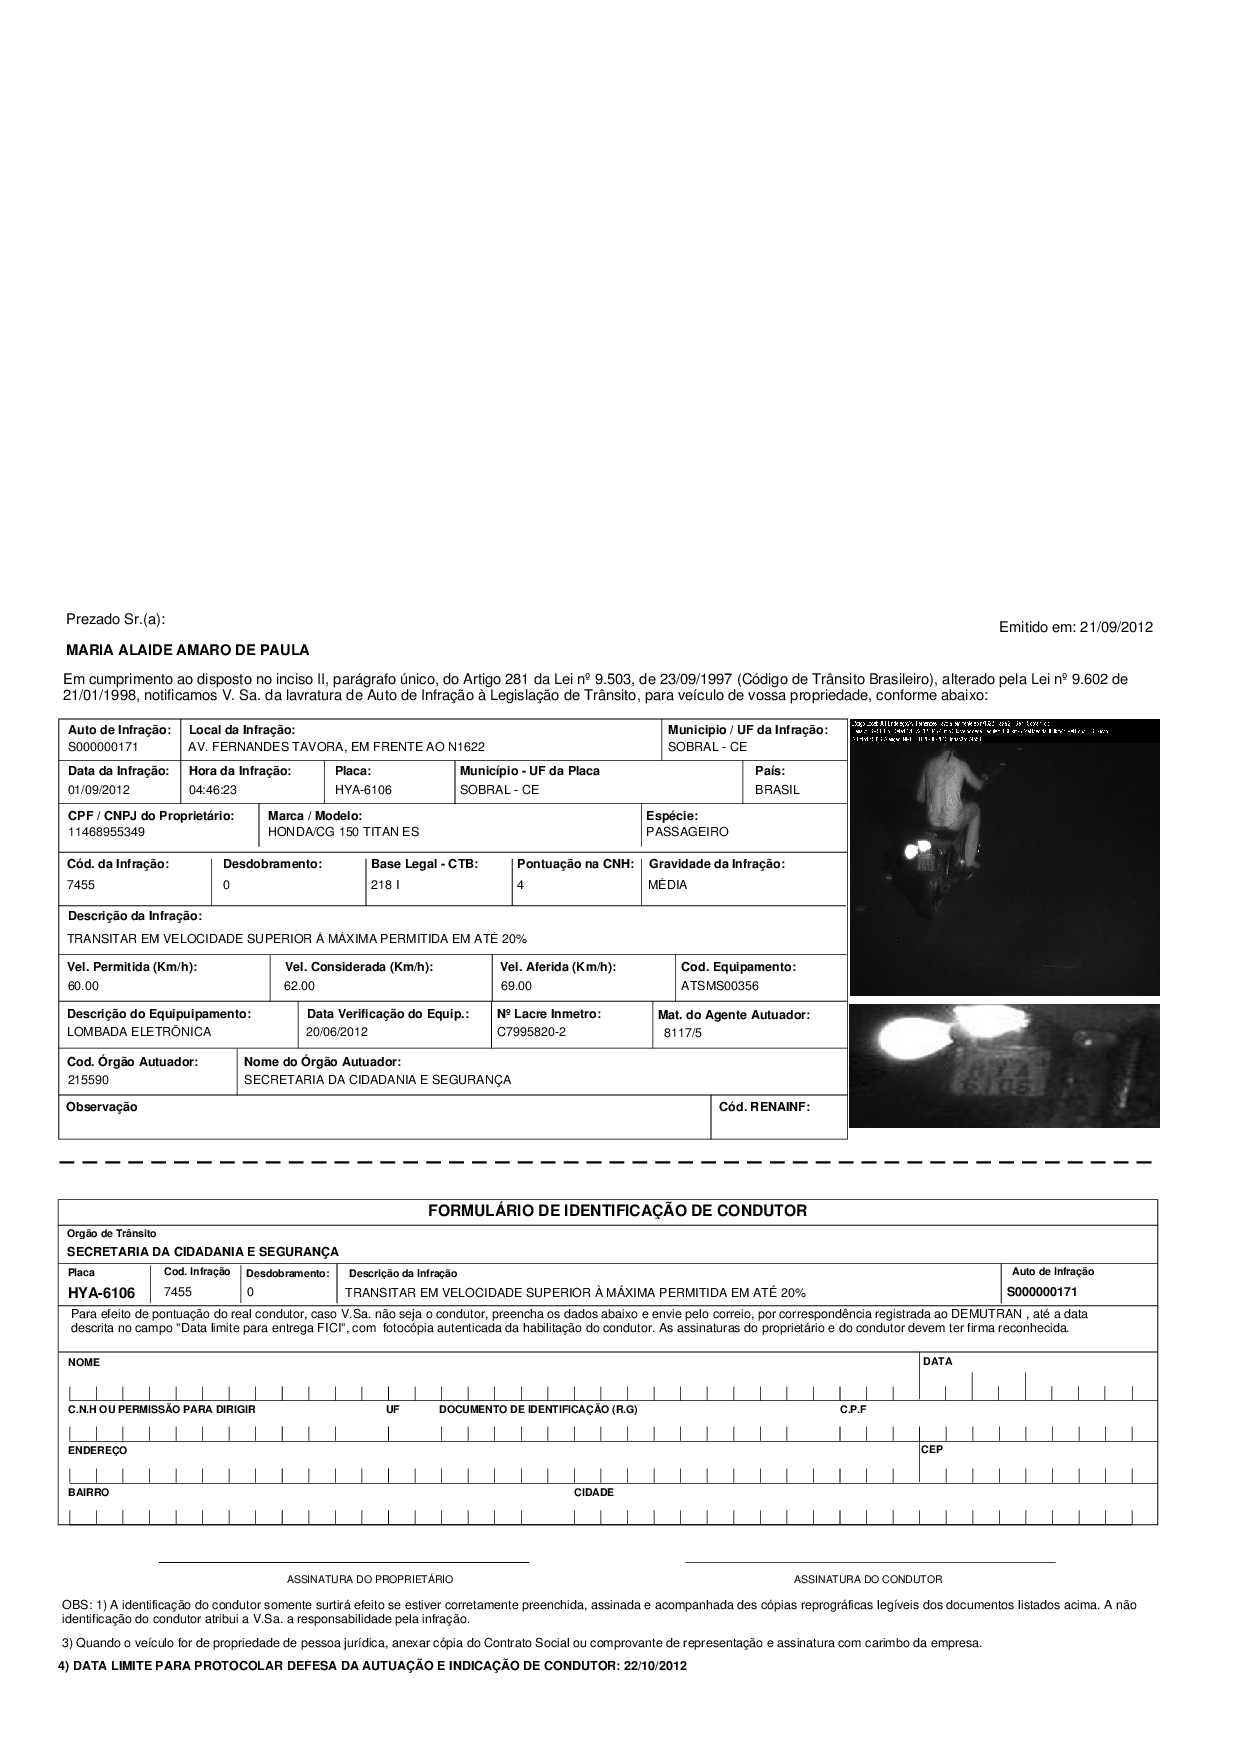 Prezado Sr.(a):
Emitido em: 21/09/2012
MARIA ALAIDE AMARO DE PAULA
Em cumprimento ao disposto no inciso II, parágrafo único, do Artigo 281 da Lei nº 9.503, de 23/09/1997 (Código de Trânsito Brasileiro), alterado pela Lei nº 9.602 de
21/01/1998, notificamos V. Sa. da lavratura de Auto de Infração à Legislação de Trânsito, para veículo de vossa propriedade, conforme abaixo:
Auto de Infração: Local da Infração: Municipio / UF da Infração:
S000000171 AV. FERNANDES TAVORA, EM FRENTE AO N1622 SOBRAL - CE
Data da Infração: Hora da Infração: Placa: Município - UF da Placa País:
01/09/2012 04:46:23 HYA-6106 SOBRAL - CE BRASIL
CPF / CNPJ do Proprietário: Marca / Modelo: Espécie:
11468955349 HONDA/CG 150 TITAN ES PASSAGEIRO
Cód. da Infração: Desdobramento: Base Legal - CTB: Pontuação na CNH: Gravidade da Infração:
7455 0 218 I 4 MÉDIA
Descrição da Infração:
TRANSITAR EM VELOCIDADE SUPERIOR À MÁXIMA PERMITIDA EM ATÉ 20%
Vel. Permitida (Km/h): Vel. Considerada (Km/h): Vel. Aferida (Km/h): Cod. Equipamento:
60.00 62.00 69.00 ATSMS00356
Descrição do Equipuipamento: Data Verificação do Equip.: Nº Lacre Inmetro: Mat. do Agente Autuador:
LOMBADA ELETRÔNICA 20/06/2012 C7995820-2 8117/5
Cod. Órgão Autuador: Nome do Órgão Autuador:
215590 SECRETARIA DA CIDADANIA E SEGURANÇA
Observação Cód. RENAINF:
FORMULÁRIO DE IDENTIFICAÇÃO DE CONDUTOR
Orgão de Trânsito
SECRETARIA DA CIDADANIA E SEGURANÇA
Placa Cod. Infração Desdobramento: Descrição da Infração Auto de Infração
HYA-6106 7455 0 TRANSITAR EM VELOCIDADE SUPERIOR À MÁXIMA PERMITIDA EM ATÉ 20% S000000171
Para efeito de pontuação do real condutor, caso V.Sa. não seja o condutor, preencha os dados abaixo e envie pelo correio, por correspondência registrada ao DEMUTRAN , até a data
descrita no campo "Data limite para entrega FICI", com fotocópia autenticada da habilitação do condutor. As assinaturas do proprietário e do condutor devem ter firma reconhecida.
NOME DATA
C.N.H OU PERMISSÃO PARA DIRIGIR UF DOCUMENTO DE IDENTIFICAÇÃO (R.G) C.P.F
ENDEREÇO CEP
BAIRRO CIDADE
ASSINATURA DO PROPRIETÁRIO ASSINATURA DO CONDUTOR
OBS: 1) A identificação do condutor somente surtirá efeito se estiver corretamente preenchida, assinada e acompanhada des cópias reprográficas legíveis dos documentos listados acima. A não
identificação do condutor atribui a V.Sa. a responsabilidade pela infração.
3) Quando o veículo for de propriedade de pessoa jurídica, anexar cópia do Contrato Social ou comprovante de representação e assinatura com carimbo da empresa.
4) DATA LIMITE PARA PROTOCOLAR DEFESA DA AUTUAÇÃO E INDICAÇÃO DE CONDUTOR: 22/10/2012